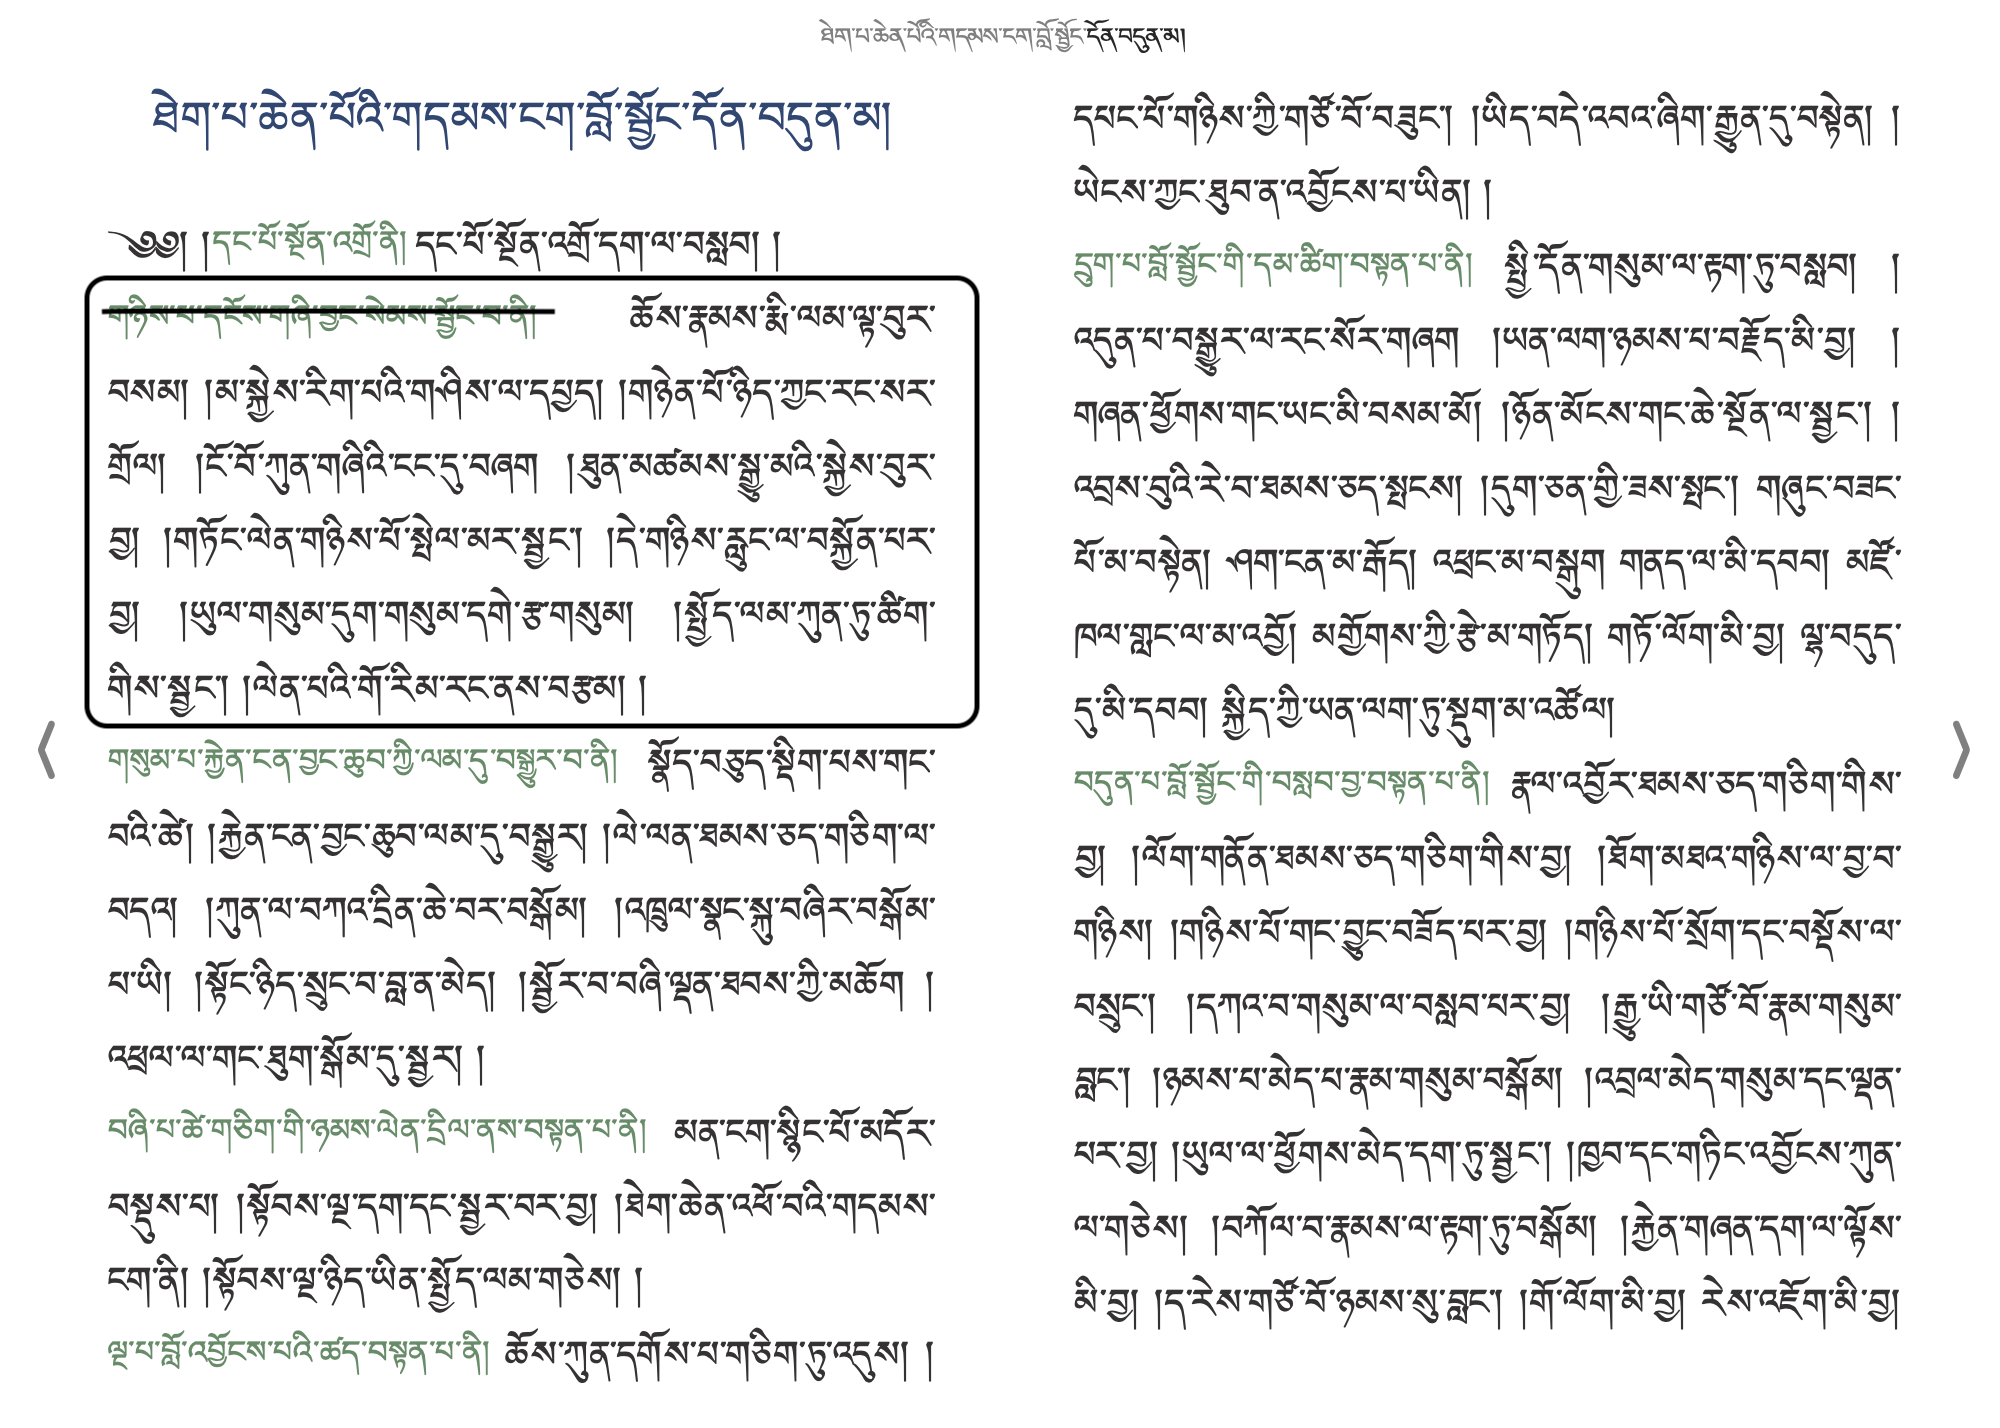 ཐེག་པ་ཆེན་པོའི་གདམས་ངག་བློ་སྦྱོང་དོན་བདུན་མ།
ཐེག་པ་ཆེན་པོའི་གདམས་ངག་བློ་སྦྱོང་དོན་བདུན་མ།
༄༅། །དང་པོ་སྔོན་འགྲོ་ནི། དང་པོ་སྔོན་འགྲོ་དག་ལ་བསླབ། །
གཉིས་པ་དངོས་གཞི་བྱང་སེམས་སྦྱོང་བ་ནི། ཆོས་རྣམས་རྨི་ལམ་ལྟ་བུར་
བསམ། །མ་སྐྱེས་རིག་པའི་གཤིས་ལ་དཔྱད། །གཉེན་པོ་ཉིད་ཀྱང་རང་སར་
གྲོལ། །ངོ་བོ་ཀུན་གཞིའི་ངང་དུ་བཞག །ཐུན་མཚམས་སྒྱུ་མའི་སྐྱེས་བུར་
བྱ། །གཏོང་ལེན་གཉིས་པོ་སྤེལ་མར་སྦྱང་། །དེ་གཉིས་རླུང་ལ་བསྐྱོན་པར་
བྱ། །ཡུལ་གསུམ་དུག་གསུམ་དགེ་རྩ་གསུམ། །སྤྱོད་ལམ་ཀུན་ཏུ་ཚིག་
གིས་སྦྱང་། །ལེན་པའི་གོ་རིམ་རང་ནས་བརྩམ། །
གསུམ་པ་རྐྱེན་ངན་བྱང་ཆུབ་ཀྱི་ལམ་དུ་བསྒྱུར་བ་ནི། སྣོད་བཅུད་སྡིག་པས་གང་
བའི་ཚེ། །རྐྱེན་ངན་བྱང་ཆུབ་ལམ་དུ་བསྒྱུར། །ལེ་ལན་ཐམས་ཅད་གཅིག་ལ་
བདའ། །ཀུན་ལ་བཀའ་དྲིན་ཆེ་བར་བསྒོམ། །འཁྲུལ་སྣང་སྐུ་བཞིར་བསྒོམ་
པ་ཡི། །སྟོང་ཉིད་སྲུང་བ་བླ་ན་མེད། །སྦྱོར་བ་བཞི་ལྡན་ཐབས་ཀྱི་མཆོག །
འཕྲལ་ལ་གང་ཐུག་སྒོམ་དུ་སྦྱར། །
བཞི་པ་ཚེ་གཅིག་གི་ཉམས་ལེན་དྲིལ་ནས་བསྟན་པ་ནི། མན་ངག་སྙིང་པོ་མདོར་
བསྡུས་པ། །སྟོབས་ལྔ་དག་དང་སྦྱར་བར་བྱ། །ཐེག་ཆེན་འཕོ་བའི་གདམས་
ངག་ནི། །སྟོབས་ལྔ་ཉིད་ཡིན་སྤྱོད་ལམ་གཅེས། །
ལྔ་པ་བློ་འབྱོངས་པའི་ཚད་བསྟན་པ་ནི། ཆོས་ཀུན་དགོས་པ་གཅིག་ཏུ་འདུས། །
དཔང་པོ་གཉིས་ཀྱི་གཙོ་བོ་བཟུང་། །ཡིད་བདེ་འབའ་ཞིག་རྒྱུན་དུ་བསྟེན། །
ཡེངས་ཀྱང་ཐུབ་ན་འབྱོངས་པ་ཡིན། །
དྲུག་པ་བློ་སྦྱོང་གི་དམ་ཚིག་བསྟན་པ་ནི། སྤྱི་དོན་གསུམ་ལ་རྟག་ཏུ་བསླབ། །
འདུན་པ་བསྒྱུར་ལ་རང་སོར་གཞག །ཡན་ལག་ཉམས་པ་བརྗོད་མི་བྱ། །
གཞན་ཕྱོགས་གང་ཡང་མི་བསམ་མོ། །ཉོན་མོངས་གང་ཆེ་སྔོན་ལ་སྦྱང་། །
འབྲས་བུའི་རེ་བ་ཐམས་ཅད་སྤངས། །དུག་ཅན་གྱི་ཟས་སྤང་། གཞུང་བཟང་
པོ་མ་བསྟེན། ཤག་ངན་མ་རྒོད། འཕྲང་མ་བསྒུག གནད་ལ་མི་དབབ། མཛོ་
ཁལ་གླང་ལ་མ་འབྱོ། མགྱོགས་ཀྱི་རྩེ་མ་གཏོད། གཏོ་ལོག་མི་བྱ། ལྷ་བདུད་
དུ་མི་དབབ། སྐྱིད་ཀྱི་ཡན་ལག་ཏུ་སྡུག་མ་འཚོལ།
བདུན་པ་བློ་སྦྱོང་གི་བསླབ་བྱ་བསྟན་པ་ནི། རྣལ་འབྱོར་ཐམས་ཅད་གཅིག་གིས་
བྱ། །ལོག་གནོན་ཐམས་ཅད་གཅིག་གིས་བྱ། །ཐོག་མཐའ་གཉིས་ལ་བྱ་བ་
གཉིས། །གཉིས་པོ་གང་བྱུང་བཟོད་པར་བྱ། །གཉིས་པོ་སྲོག་དང་བསྡོས་ལ་
བསྲུང་། །དཀའ་བ་གསུམ་ལ་བསླབ་པར་བྱ། །རྒྱུ་ཡི་གཙོ་བོ་རྣམ་གསུམ་
བླང་། །ཉམས་པ་མེད་པ་རྣམ་གསུམ་བསྒོམ། །འབྲལ་མེད་གསུམ་དང་ལྡན་
པར་བྱ། །ཡུལ་ལ་ཕྱོགས་མེད་དག་ཏུ་སྦྱང་། །ཁྱབ་དང་གཏིང་འབྱོངས་ཀུན་
ལ་གཅེས། །བཀོལ་བ་རྣམས་ལ་རྟག་ཏུ་བསྒོམ། །རྐྱེན་གཞན་དག་ལ་ལྟོས་
མི་བྱ། །ད་རེས་གཙོ་བོ་ཉམས་སུ་བླང་། །གོ་ལོག་མི་བྱ། རེས་འཇོག་མི་བྱ།